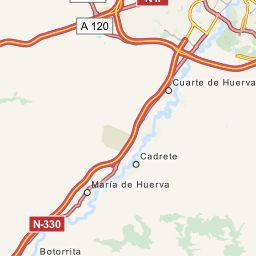 N-II
A 120
Cuarte de Huerva
Cadrete
María de Huerva
N-330
Botorrita